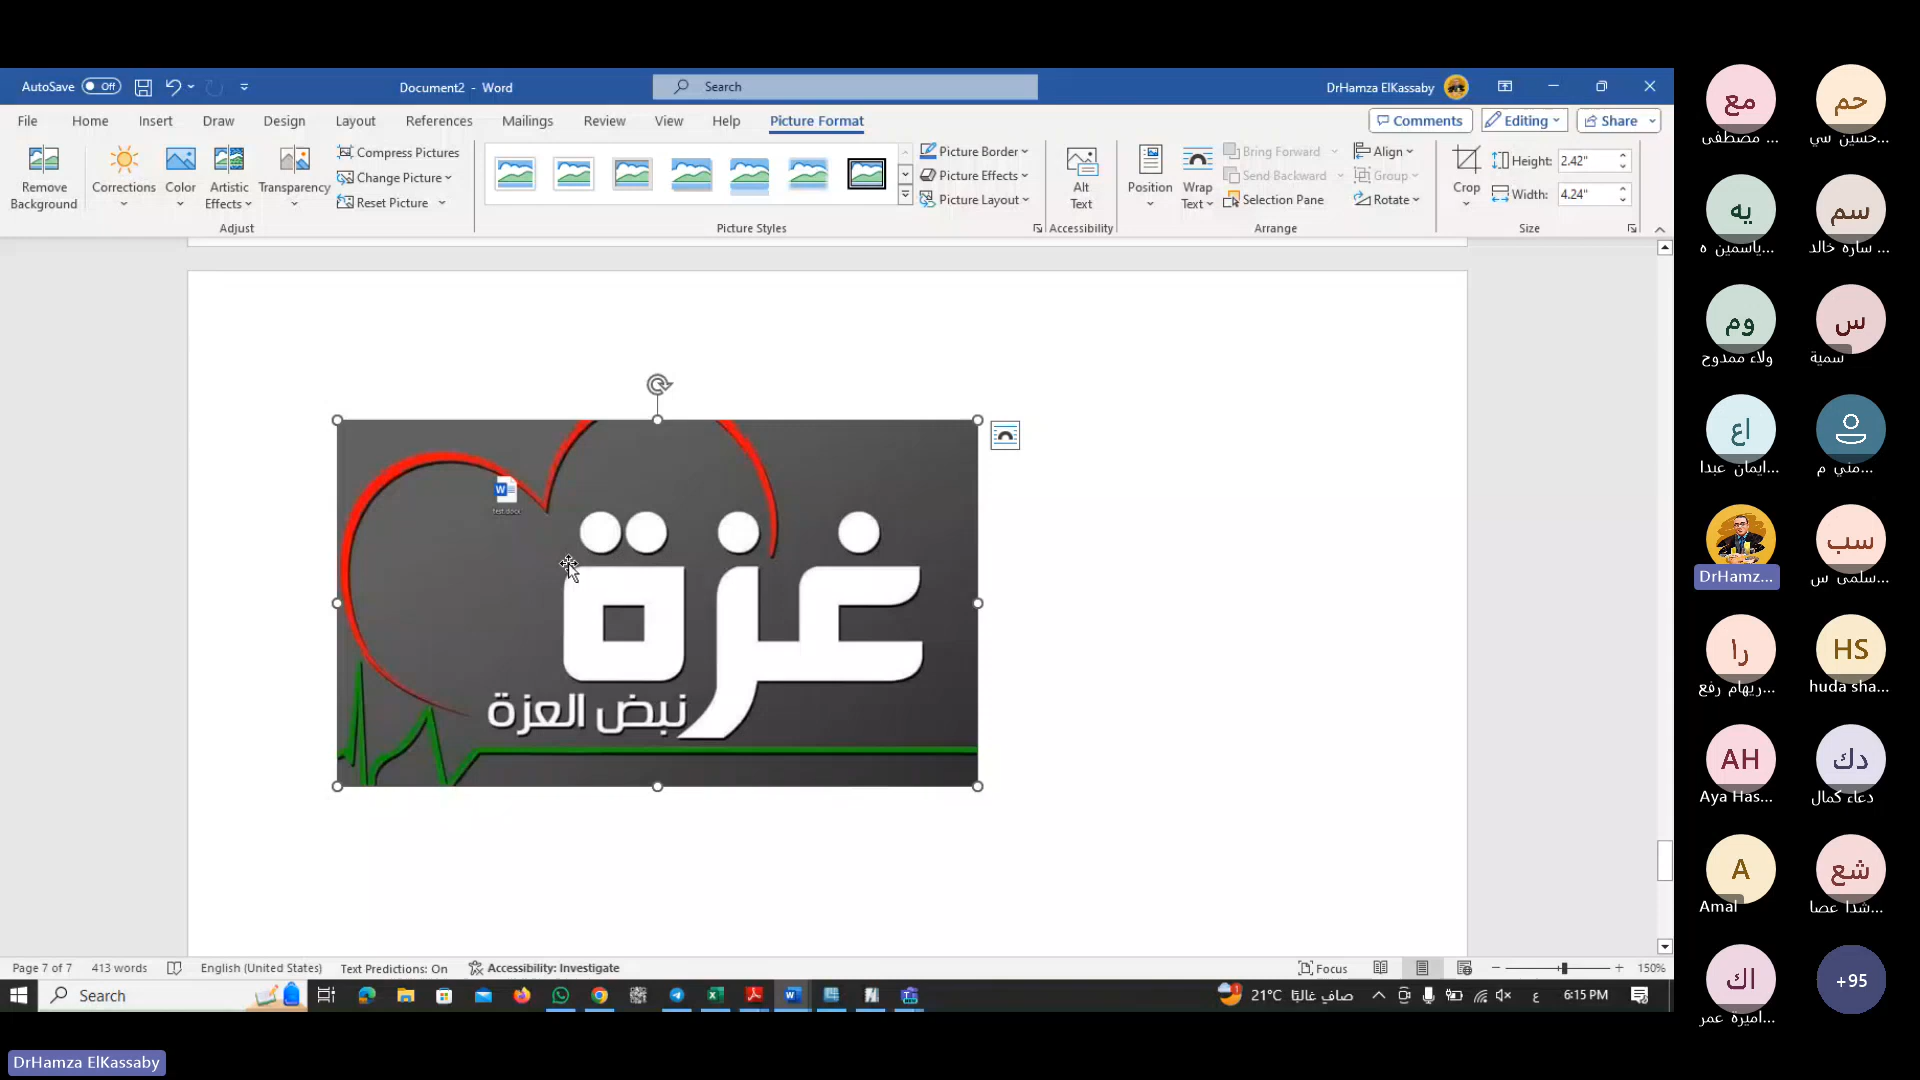 AutoSave Off Document2 - Word Search DrHamza ElKassaby
File Home Insert Draw Design Layout References Mailings Review View Help Picture Format Comments Editing Share
Remove Background
Corrections
Color
Artistic Effects
Transparency
Compress Pictures
Change Picture
Reset Picture
Adjust
Picture Styles
Picture Border
Picture Effects
Picture Layout
Alt Text
Accessibility
Position
Wrap Text
Bring Forward
Send Backward
Selection Pane
Align
Group
Rotate
Arrange
Crop
Height: 2.42"
Width: 4.24"
Size
test.docx
غزة
نبض العزة
Page 7 of 7 413 words English (United States) Text Predictions: On Accessibility: Investigate Focus 150%
Search 21°C صافٍ غالبًا ع 6:15 PM
DrHamza ElKassaby
مع
مصطفى ...
حم
حسين سي...
يه
ياسمين ه...
سم
ساره خالد ...
وم
ولاء ممدوح
س
سمية
اع
ايمان عبدا...
مني م...
DrHamz...
سب
سلمى س...
را
ريهام رفع...
HS
huda sha...
AH
Aya Has...
دك
دعاء كمال
A
Amal
شع
شذا عصا...
اك
اميرة عمر...
+95